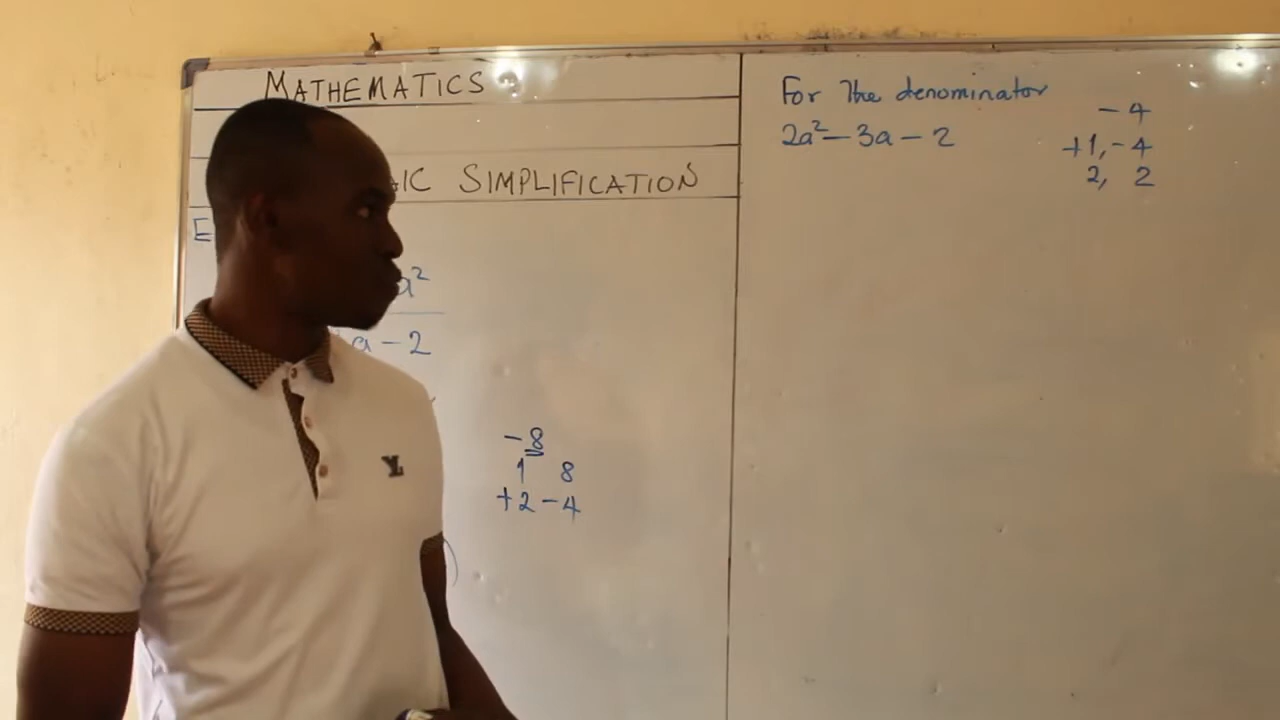 MATHEMATICS
IC SIMPLIFICATION
E
a²
a - 2
-8
1 8
+2 -4
For the denominator
2a² - 3a - 2
-4
+1, -4
2, 2